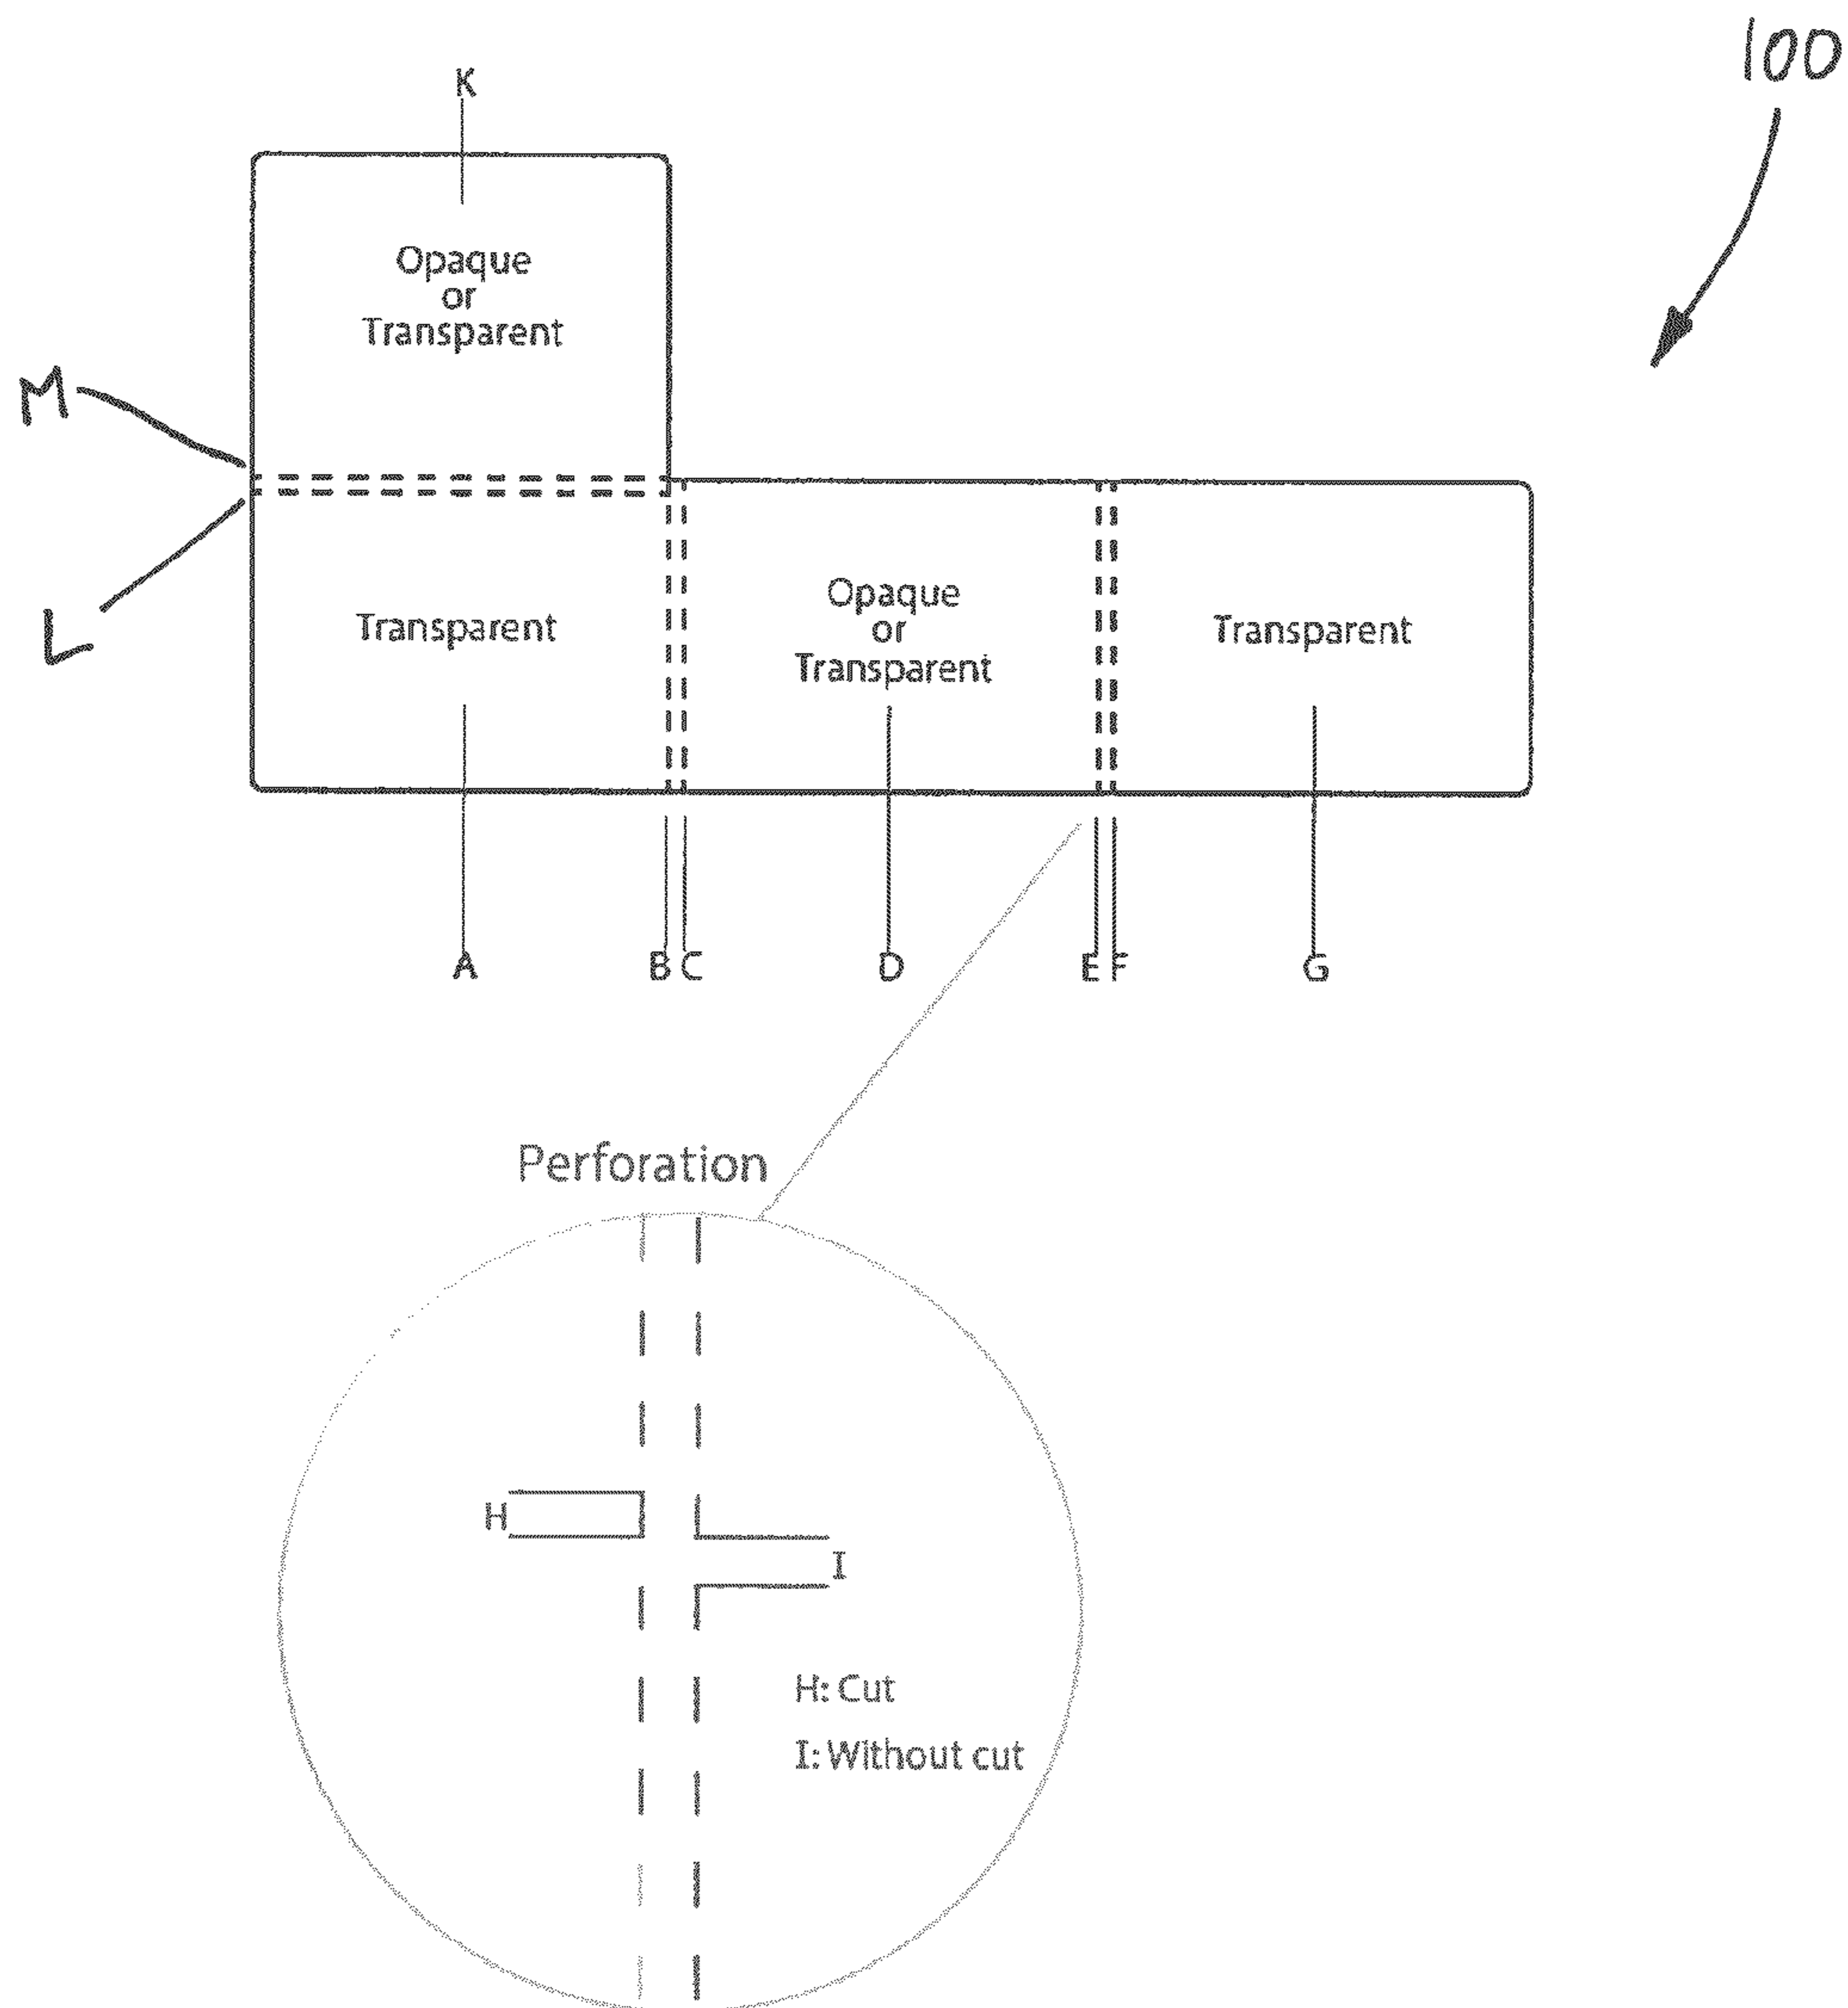 100
K
Opaque
or
Transparent
M
L
Transparent
Opaque
or
Transparent
Transparent
A
B
C
D
E
F
G
Perforation
H
I
H: Cut
I: Without cut